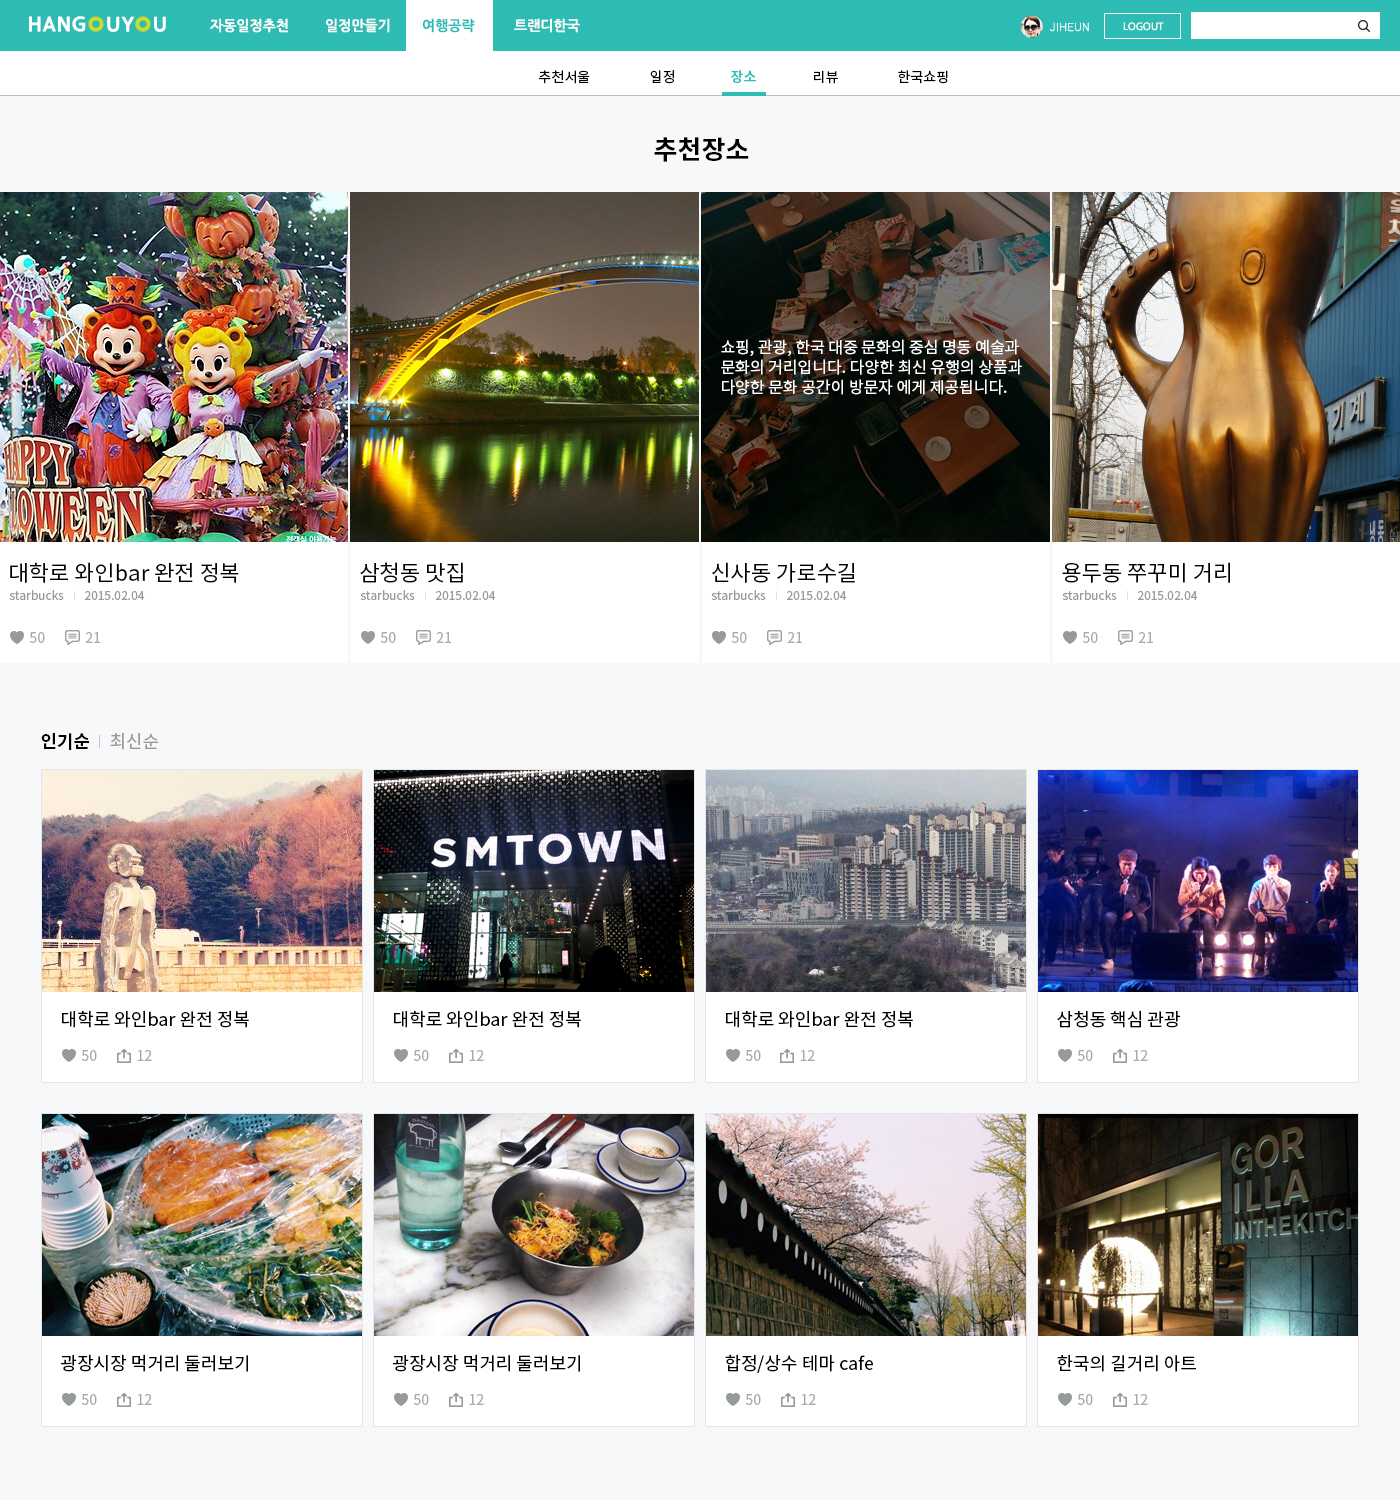 HANGOUYOU 자동일정추천 일정만들기 여행공략 트랜디한국 JIHEUN LOGOUT
추천서울 일정 장소 리뷰 한국쇼핑
추천장소
HAPPY
LOWEEN
쇼핑, 관광, 한국 대중 문화의 중심 명동 예술과
문화의 거리입니다. 다양한 최신 유행의 상품과
다양한 문화 공간이 방문자 에게 제공됩니다.
기계
대학로 와인bar 완전 정복
starbucks 2015.02.04
50 21
삼청동 맛집
starbucks 2015.02.04
50 21
신사동 가로수길
starbucks 2015.02.04
50 21
용두동 쭈꾸미 거리
starbucks 2015.02.04
50 21
인기순 최신순
SMTOWN
대학로 와인bar 완전 정복
50 12
대학로 와인bar 완전 정복
50 12
대학로 와인bar 완전 정복
50 12
삼청동 핵심 관광
50 12
GOR
ILLA
INTHEKITCH
광장시장 먹거리 둘러보기
50 12
광장시장 먹거리 둘러보기
50 12
합정/상수 테마 cafe
50 12
한국의 길거리 아트
50 12